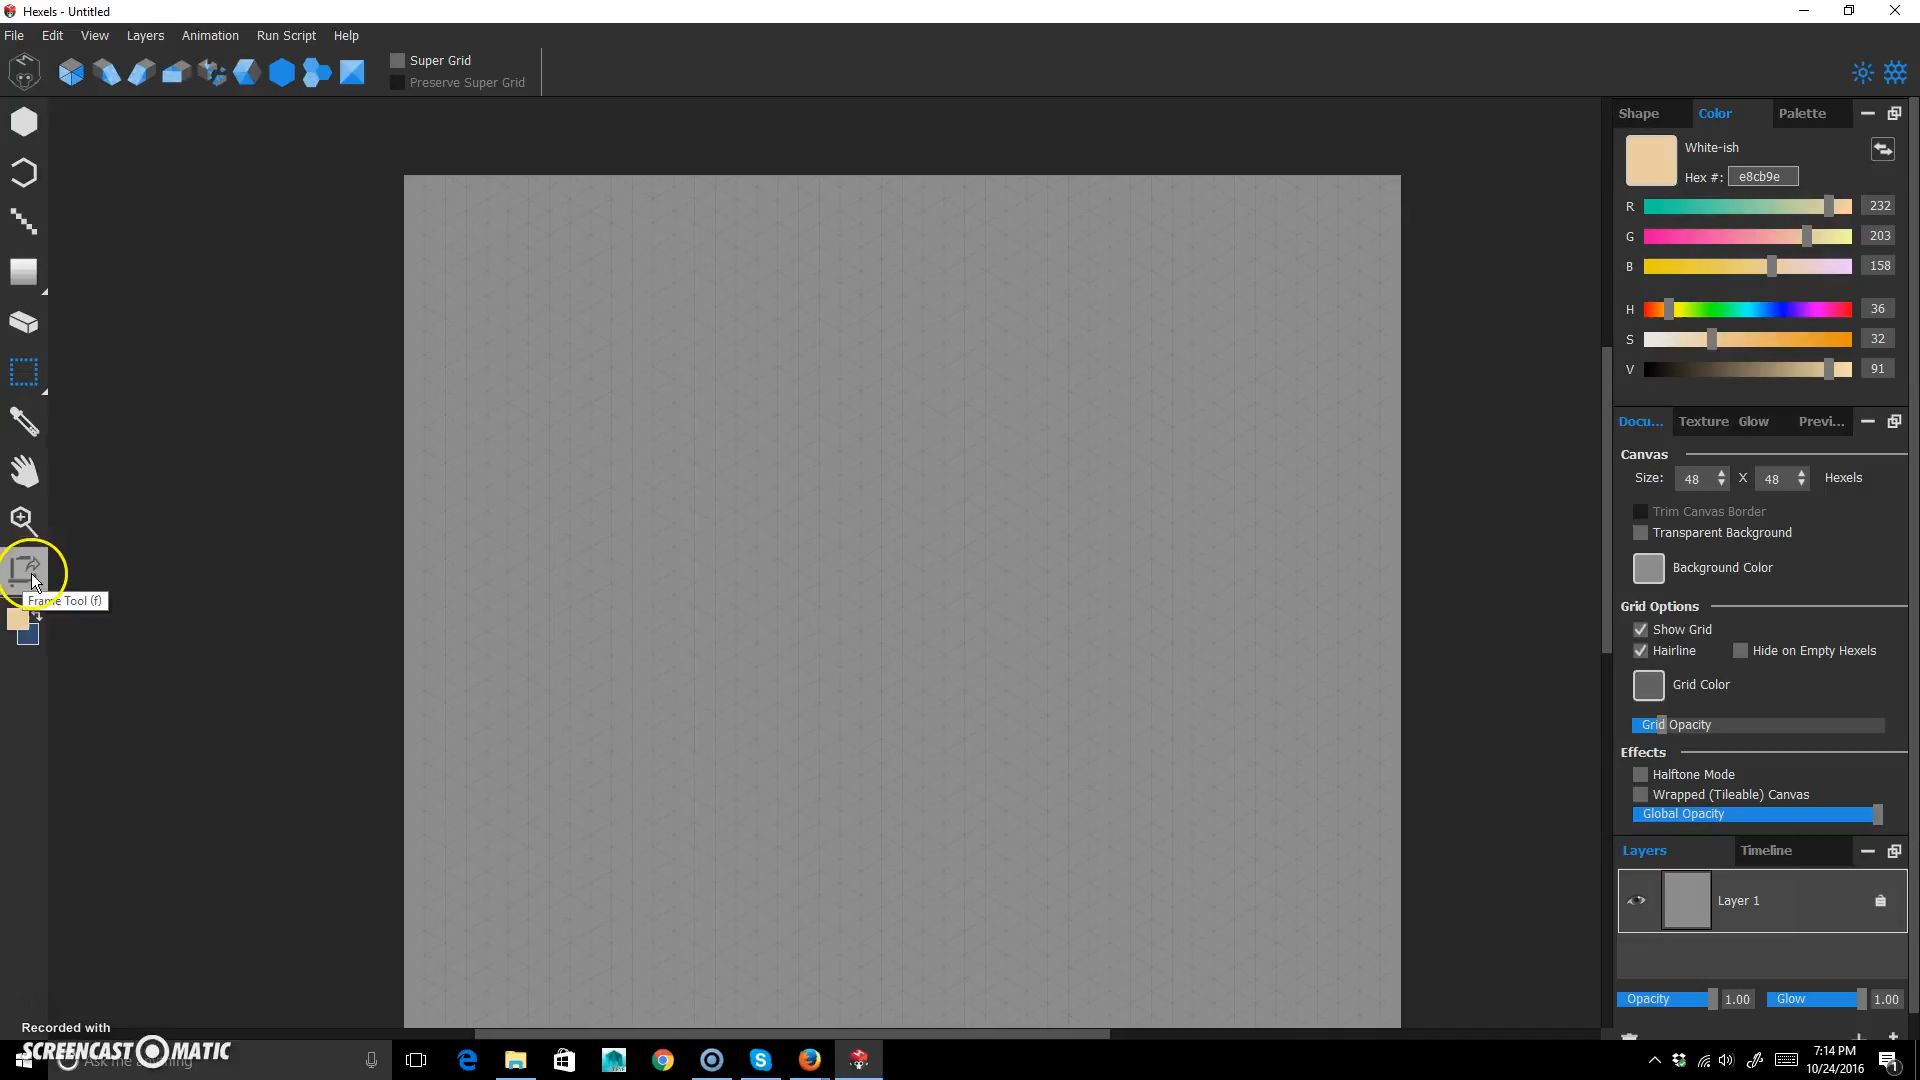 Hexels - Untitled
File Edit View Layers Animation Run Script Help
Super Grid
Preserve Super Grid
Shape Color Palette
White-ish
Hex #: e8cb9e
R 232
G 203
B 158
H 36
S 32
V 91
Docu... Texture Glow Previ...
Canvas
Size: 48 X 48 Hexels
Trim Canvas Border
Transparent Background
Background Color
Grid Options
Show Grid
Hairline Hide on Empty Hexels
Grid Color
Grid Opacity
Effects
Halftone Mode
Wrapped (Tileable) Canvas
Global Opacity
Layers Timeline
Layer 1
Opacity 1.00 Glow 1.00
Frame Tool (f)
Recorded with
SCREENCAST MATIC
Ask me anything
7:14 PM
10/24/2016
1